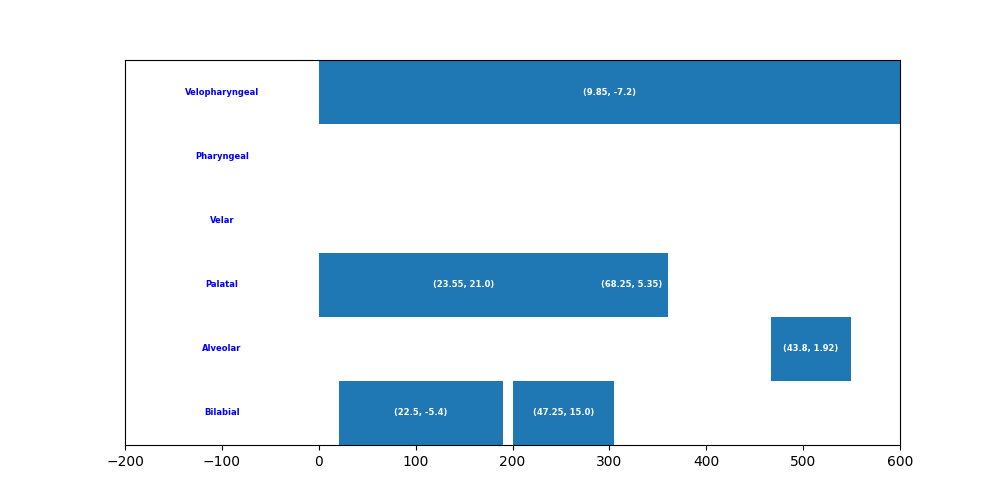 Velopharyngeal (9.85, -7.2)
Pharyngeal
Velar
Palatal (23.55, 21.0) (68.25, 5.35)
Alveolar (43.8, 1.92)
Bilabial (22.5, -5.4) (47.25, 15.0)
−200 −100 0 100 200 300 400 500 600